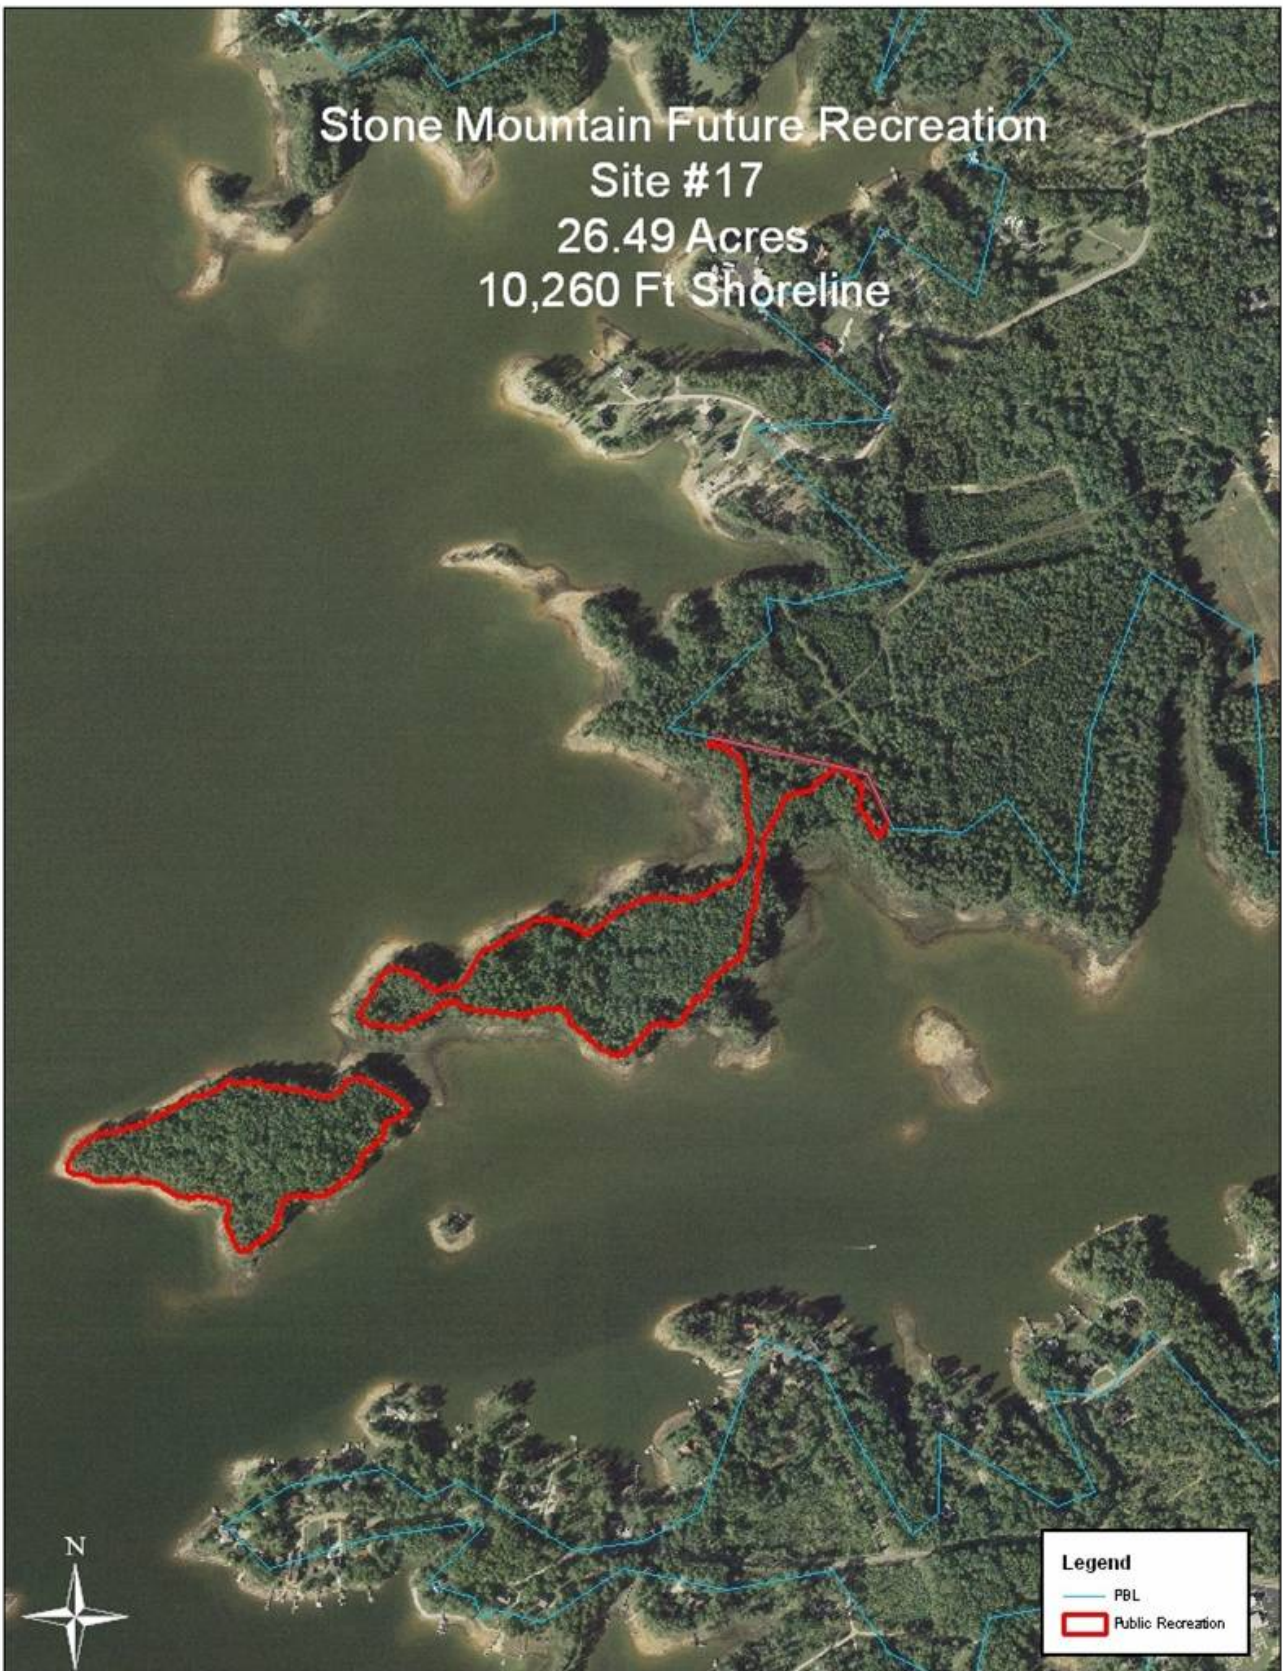 Stone Mountain Future Recreation
Site #17
26.49 Acres
10,260 Ft Shoreline
N
Legend
PBL
Public Recreation